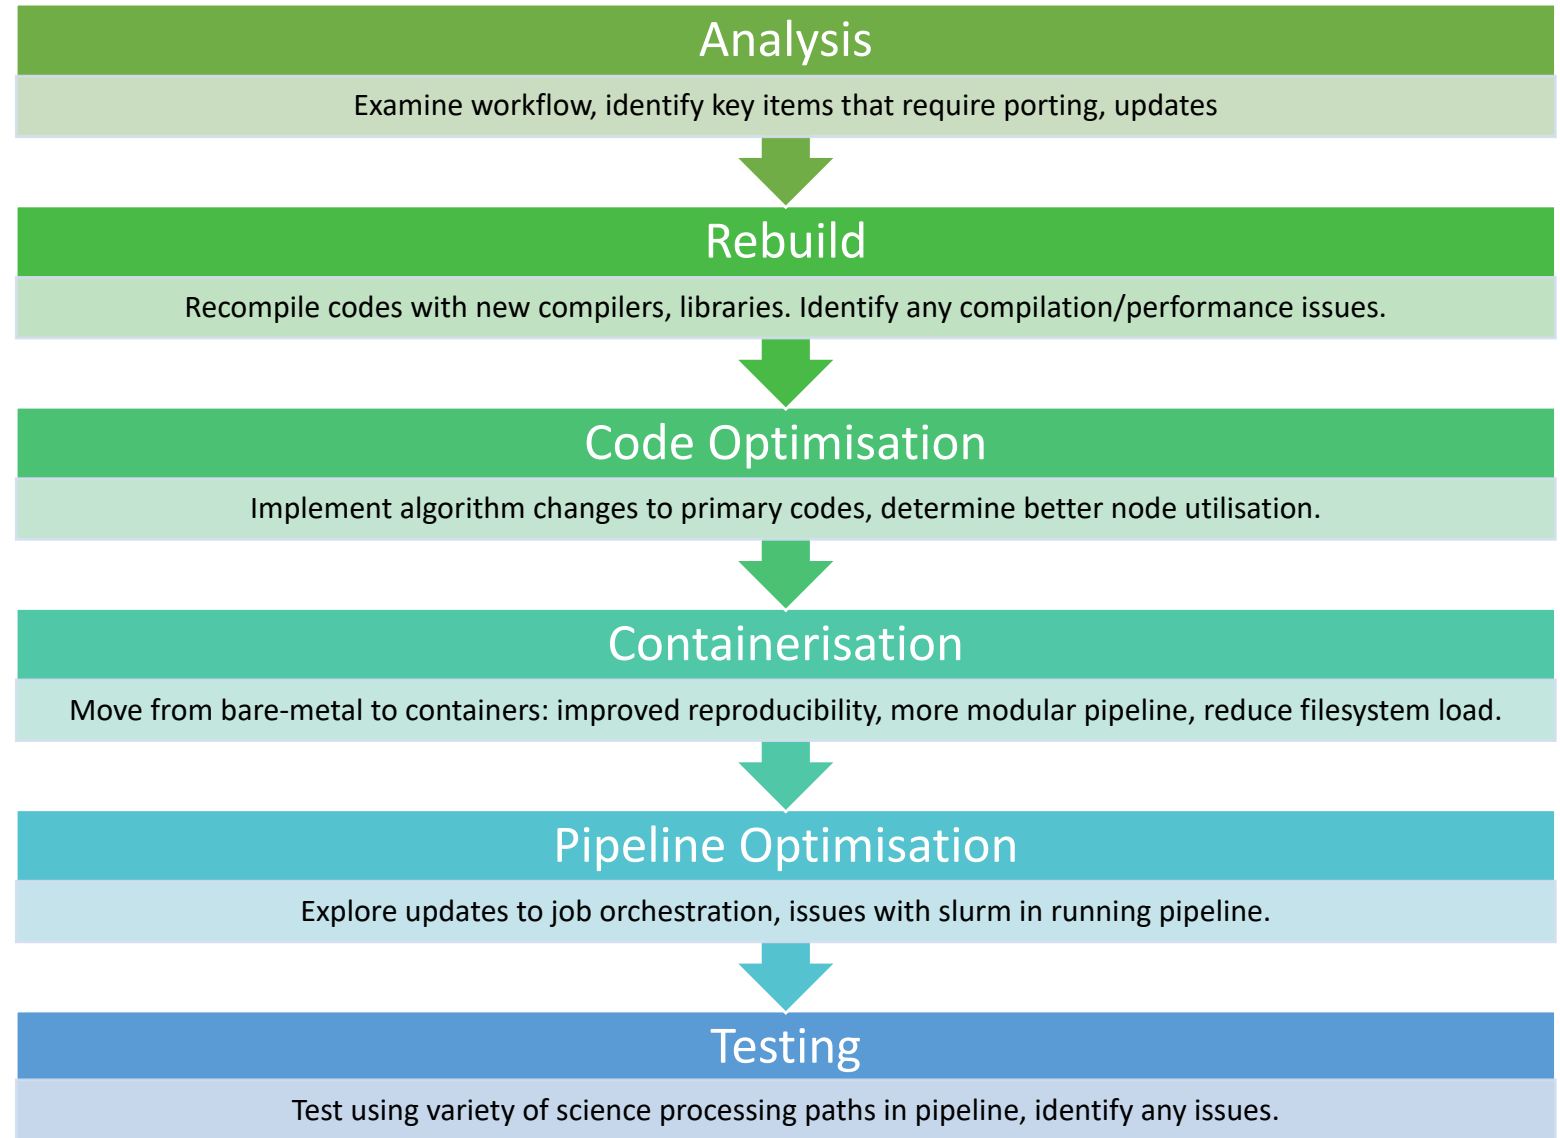 Analysis
Examine workflow, identify key items that require porting, updates
Rebuild
Recompile codes with new compilers, libraries. Identify any compilation/performance issues.
Code Optimisation
Implement algorithm changes to primary codes, determine better node utilisation.
Containerisation
Move from bare-metal to containers: improved reproducibility, more modular pipeline, reduce filesystem load.
Pipeline Optimisation
Explore updates to job orchestration, issues with slurm in running pipeline.
Testing
Test using variety of science processing paths in pipeline, identify any issues.